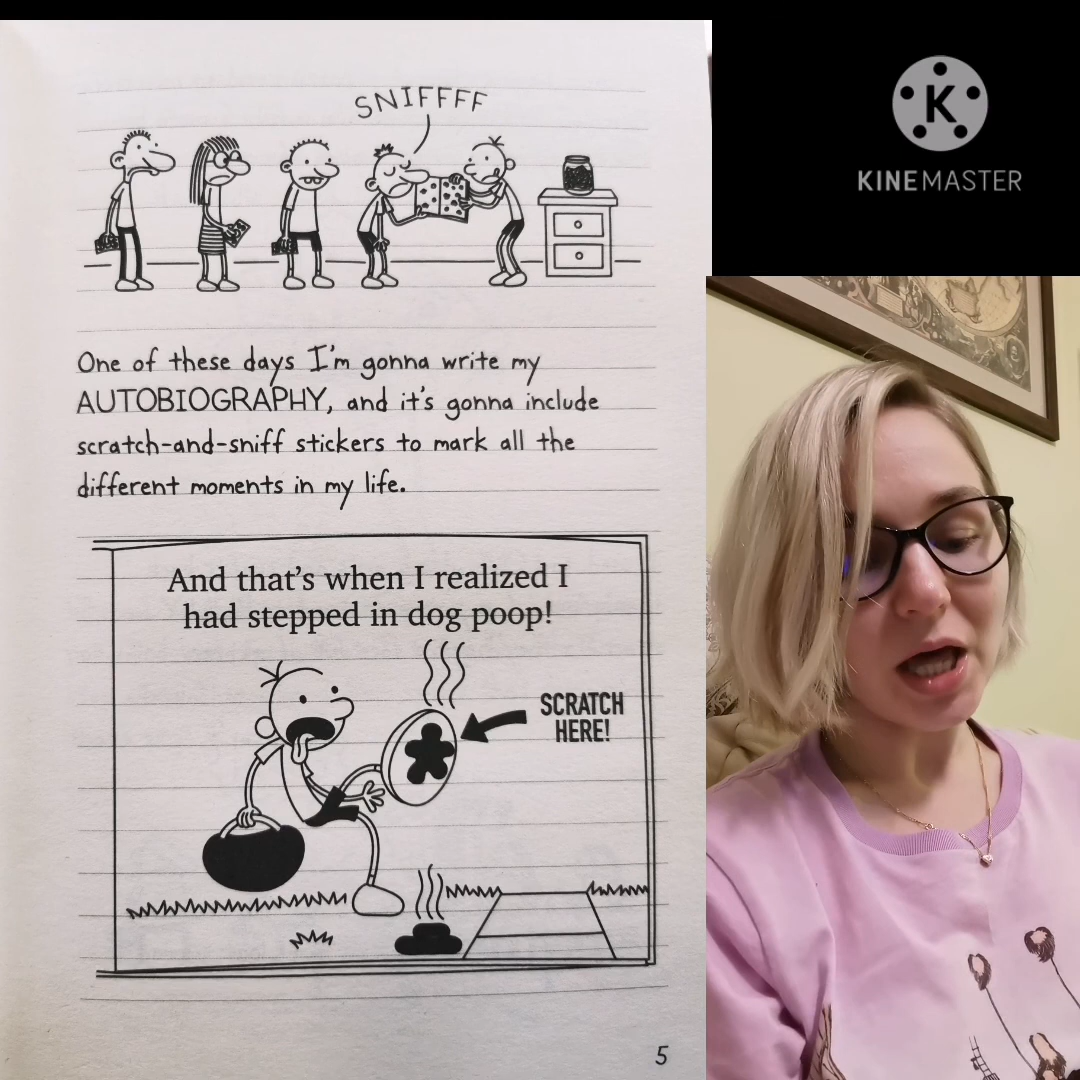 SNIFFFF
K
KINEMASTER
One of these days I'm gonna write my
AUTOBIOGRAPHY, and it's gonna include
scratch-and-sniff stickers to mark all the
different moments in my life.
And that's when I realized I
had stepped in dog poop!
SCRATCH
HERE!
5